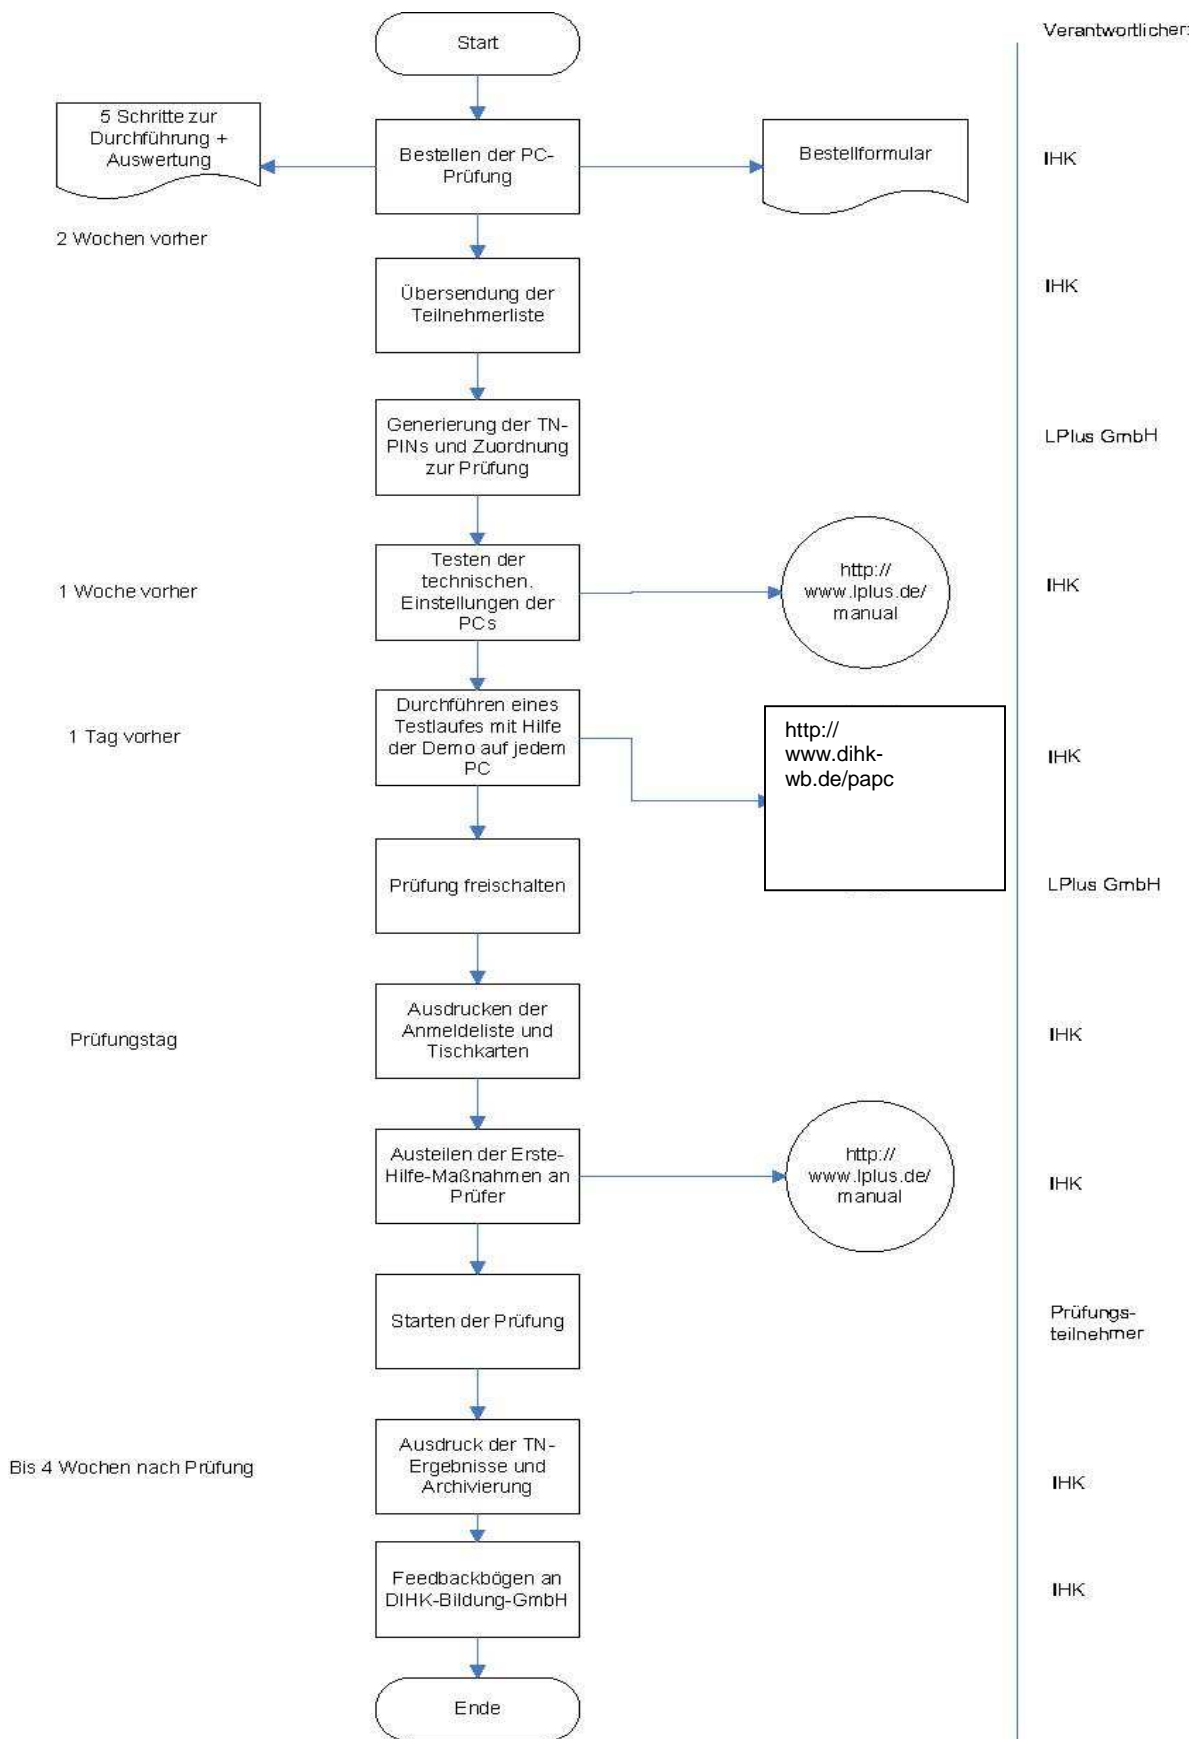 Start
Verantwortlicher:
5 Schritte zur
Durchführung +
Auswertung
Bestellen der PC-
Prüfung
Bestellformular
IHK
2 Wochen vorher
Übersendung der
Teilnehmerliste
IHK
Generierung der TN-
PINs und Zuordnung
zur Prüfung
LPlus GmbH
1 Woche vorher
Testen der
technischen.
Einstellungen der
PCs
http://
www.lplus.de/
manual
IHK
1 Tag vorher
Durchführen eines
Testlaufes mit Hilfe
der Demo auf jedem
PC
http://
www.dihk-
wb.de/papc
IHK
Prüfung freischalten
LPlus GmbH
Prüfungstag
Ausdrucken der
Anmeldeliste und
Tischkarten
IHK
Austeilen der Erste-
Hilfe-Maßnahmen an
Prüfer
http://
www.lplus.de/
manual
IHK
Starten der Prüfung
Prüfungs-
teilnehmer
Bis 4 Wochen nach Prüfung
Ausdruck der TN-
Ergebnisse und
Archivierung
IHK
Feedbackbögen an
DIHK-Bildung-GmbH
IHK
Ende